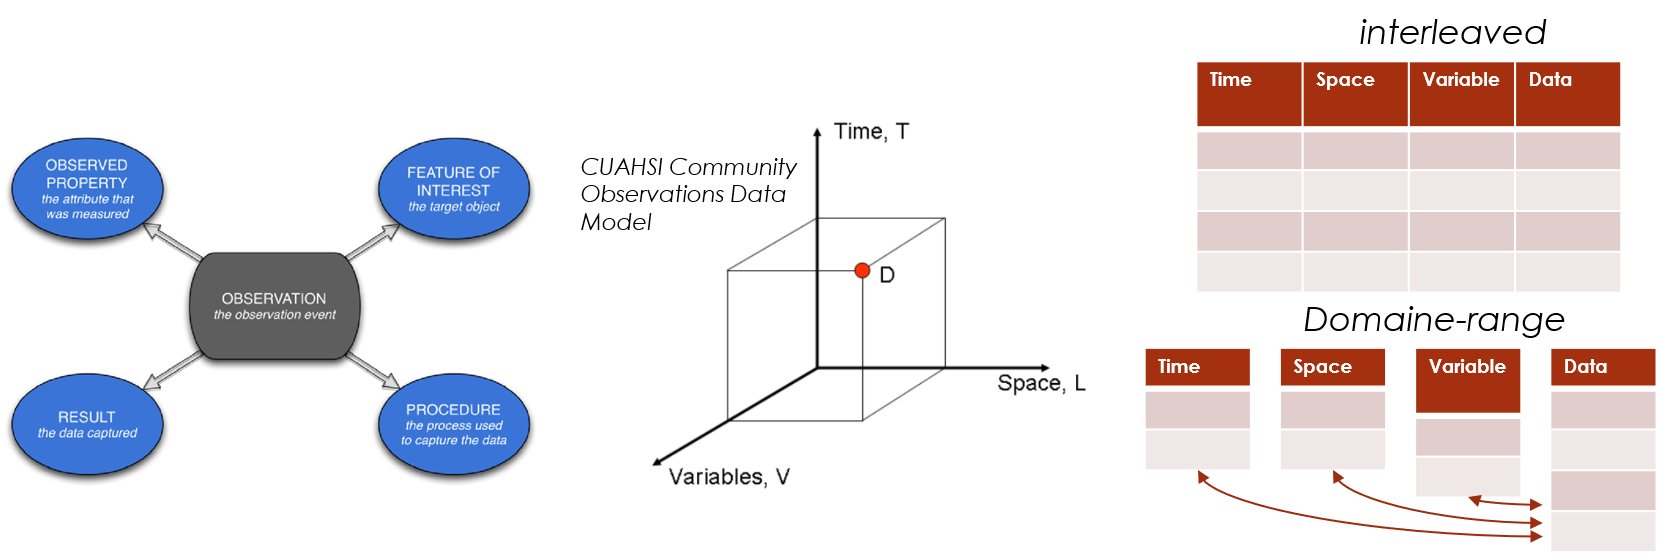 OBSERVED
PROPERTY
the attribute that
was measured
FEATURE OF
INTEREST
the target object
OBSERVATION
the observation event
RESULT
the data captured
PROCEDURE
the process used
to capture the data
CUAHSI Community
Observations Data
Model
Time, T
D
Space, L
Variables, V
interleaved
Time Space Variable Data
Domaine-range
Time Space Variable Data